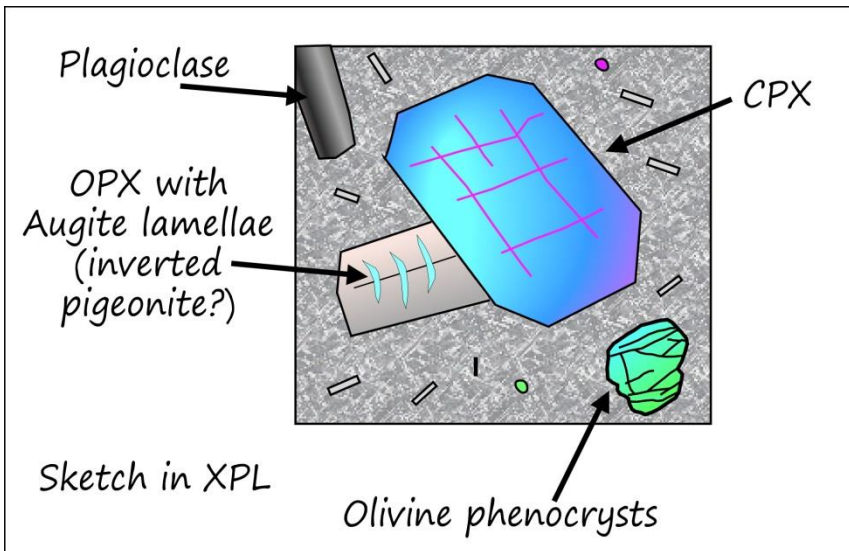 Plagioclase
CPX
OPX with
Augite lamellae
(inverted
pigeonite?)
Sketch in XPL
Olivine phenocrysts